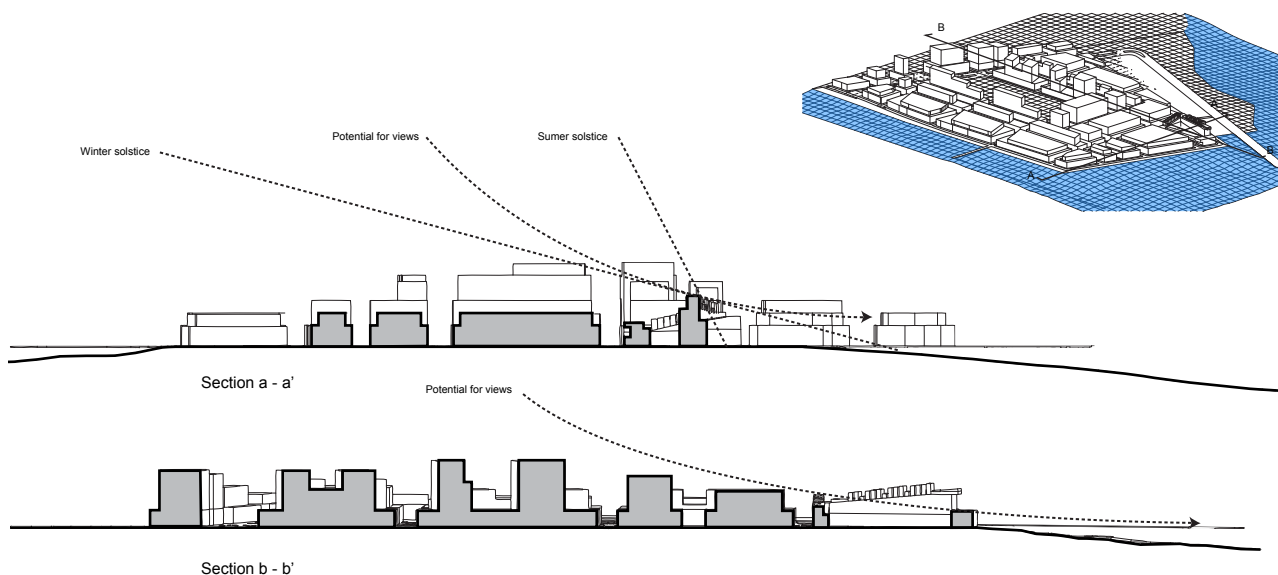 B
A
B
A
Winter solstice
Potential for views
Sumer solstice
Section a - a’
Potential for views
Section b - b’